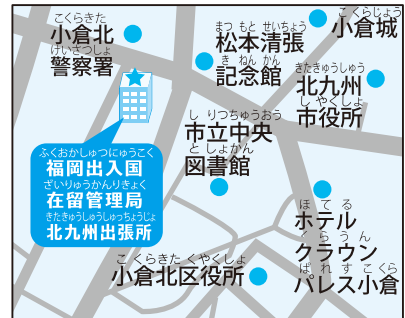 こくらきた
小倉北
けいさつしょ
警察署
まつもとせいちょう
松本清張
きねんかん
記念館
こくらじょう
小倉城
きたきゅうしゅう
北九州
しやくしょ
市役所
しりつちゅうおう
市立中央
としょかん
図書館
ふくおかしゅつにゅうこく
福岡出入国
ざいりゅうかんりきょく
在留管理局
きたきゅうしゅうしゅっちょうじょ
北九州出張所
ほてる
ホテル
くらうん
クラウン
ぱれすこくら
パレス小倉
こくらきたくやくしょ
小倉北区役所